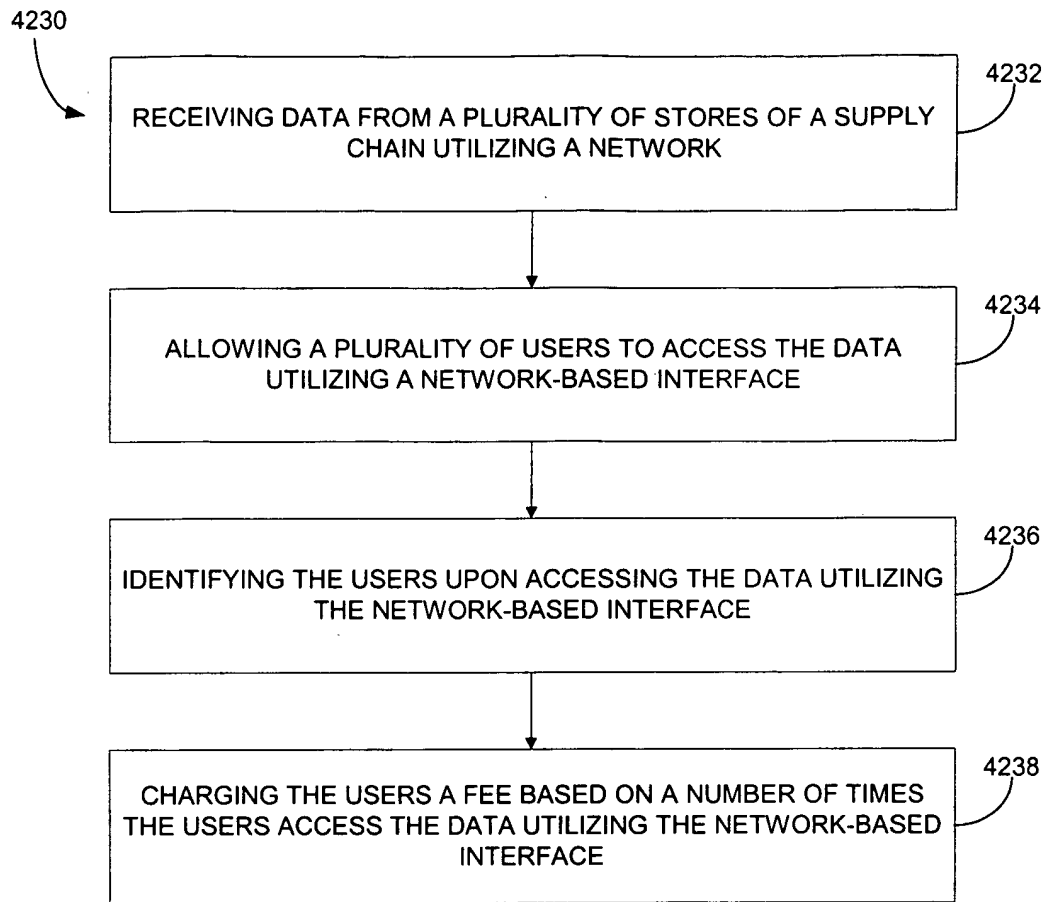 4230
4232
RECEIVING DATA FROM A PLURALITY OF STORES OF A SUPPLY
CHAIN UTILIZING A NETWORK
4234
ALLOWING A PLURALITY OF USERS TO ACCESS THE DATA
UTILIZING A NETWORK-BASED INTERFACE
4236
IDENTIFYING THE USERS UPON ACCESSING THE DATA UTILIZING
THE NETWORK-BASED INTERFACE
4238
CHARGING THE USERS A FEE BASED ON A NUMBER OF TIMES
THE USERS ACCESS THE DATA UTILIZING THE NETWORK-BASED
INTERFACE